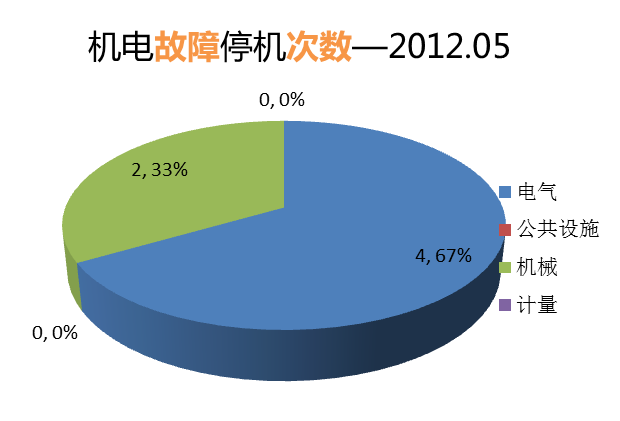 机电故障停机次数—2012.05
0, 0%
2, 33%
4, 67%
0, 0%
电气
公共设施
机械
计量